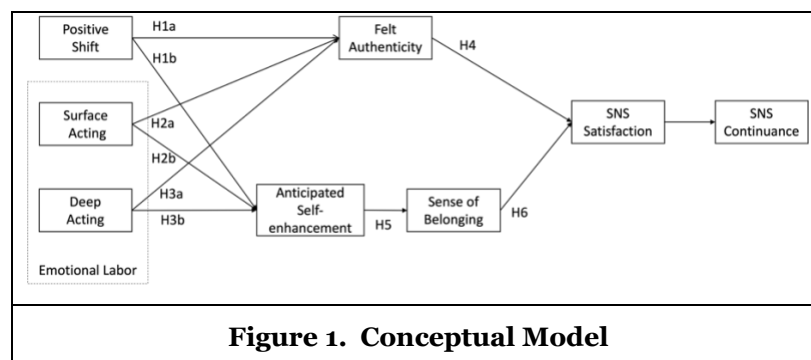 Positive
Shift
H1a
H1b
Felt
Authenticity
H4
Surface
Acting
H2a
H2b
SNS
Satisfaction
SNS
Continuance
Deep
Acting
H3a
H3b
Anticipated
Self-
enhancement
H5
Sense of
Belonging
H6
Emotional Labor
Figure 1. Conceptual Model